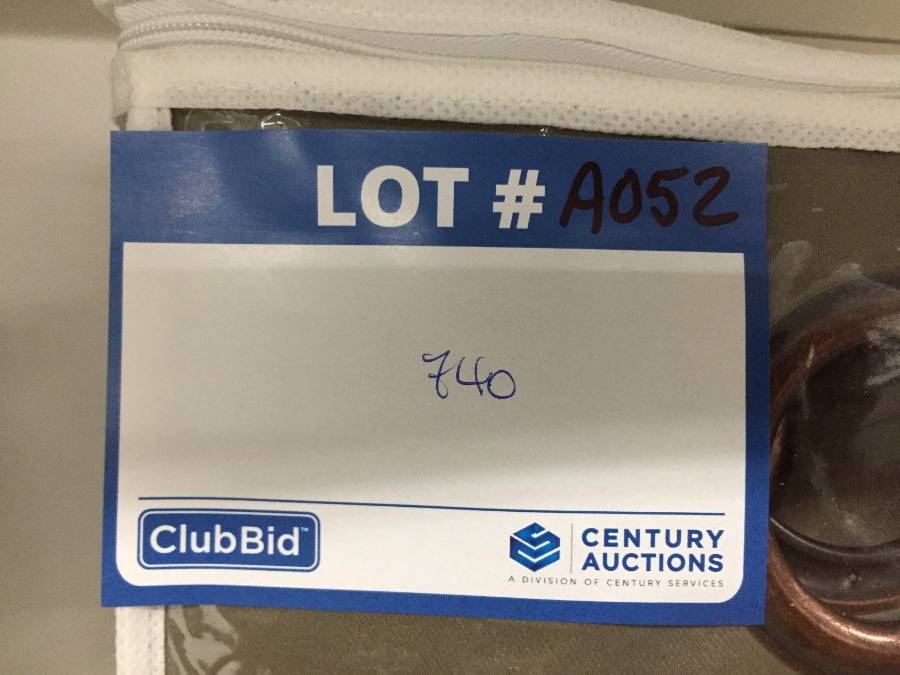 LOT # A052
740
ClubBid™
CENTURY
AUCTIONS
A DIVISION OF CENTURY SERVICES